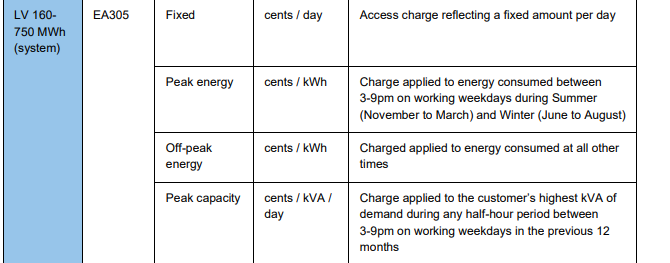 LV 160-
750 MWh
(system)
EA305
Fixed
cents / day
Access charge reflecting a fixed amount per day
Peak energy
cents / kWh
Charge applied to energy consumed between
3-9pm on working weekdays during Summer
(November to March) and Winter (June to August)
Off-peak
energy
cents / kWh
Charged applied to energy consumed at all other
times
Peak capacity
cents / kVA /
day
Charge applied to the customer's highest kVA of
demand during any half-hour period between
3-9pm on working weekdays in the previous 12
months